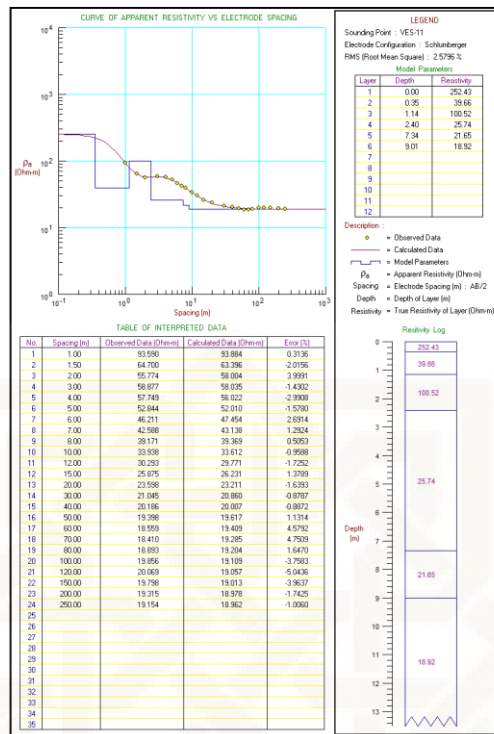 CURVE OF APPARENT RESISTIVITY VS ELECTRODE SPACING
10^4
10^3
10^2
10^1
10^0
ρa
(Ohm-m)
10^-1 10^0 10^1 10^2 10^3
Spacing (m)
LEGEND
Sounding Point : VES-11
Electrode Configuration : Schlumberger
RMS (Root Mean Square) : 2.5796 %
Model Parameters
Layer Depth Resistivity
1 0.00 252.43
2 0.35 39.66
3 1.14 100.52
4 2.40 25.74
5 7.34 21.65
6 9.01 18.92
7
8
9
10
11
12
Description :
= Observed Data
= Calculated Data
= Model Parameters
ρa = Apparent Resistivity (Ohm-m)
Spacing = Electrode Spacing (m) : AB/2
Depth = Depth of Layer (m)
Resistivity = True Resistivity of Layer (Ohm-m)
TABLE OF INTERPRETED DATA
No. Spacing (m) Observed Data (Ohm-m) Calculated Data (Ohm-m) Error (%)
1 1.00 93.590 93.884 0.3136
2 1.50 64.700 63.396 -2.0156
3 2.00 55.774 58.004 3.9991
4 3.00 58.877 58.035 -1.4302
5 4.00 57.749 56.022 -2.9908
6 5.00 52.844 52.010 -1.5780
7 6.00 46.211 47.454 2.6914
8 7.00 42.588 43.138 1.2924
9 8.00 39.171 39.369 0.5053
10 10.00 33.938 33.612 -0.9588
11 12.00 30.293 29.771 -1.7252
12 15.00 25.875 26.231 1.3789
13 20.00 23.598 23.211 -1.6393
14 30.00 21.045 20.860 -0.8787
15 40.00 20.186 20.007 -0.8872
16 50.00 19.398 19.617 1.1314
17 60.00 18.559 19.409 4.5792
18 70.00 18.410 19.285 4.7509
19 80.00 18.893 19.204 1.6470
20 100.00 19.856 19.109 -3.7583
21 120.00 20.069 19.057 -5.0436
22 150.00 19.798 19.013 -3.9637
23 200.00 19.315 18.978 -1.7425
24 250.00 19.154 18.962 -1.0060
25
26
27
28
29
30
31
32
33
34
35
Resitivity Log
Depth
(m)
0
1
2
3
4
5
6
7
8
9
10
11
12
13
252.43
39.66
100.52
25.74
21.65
18.92